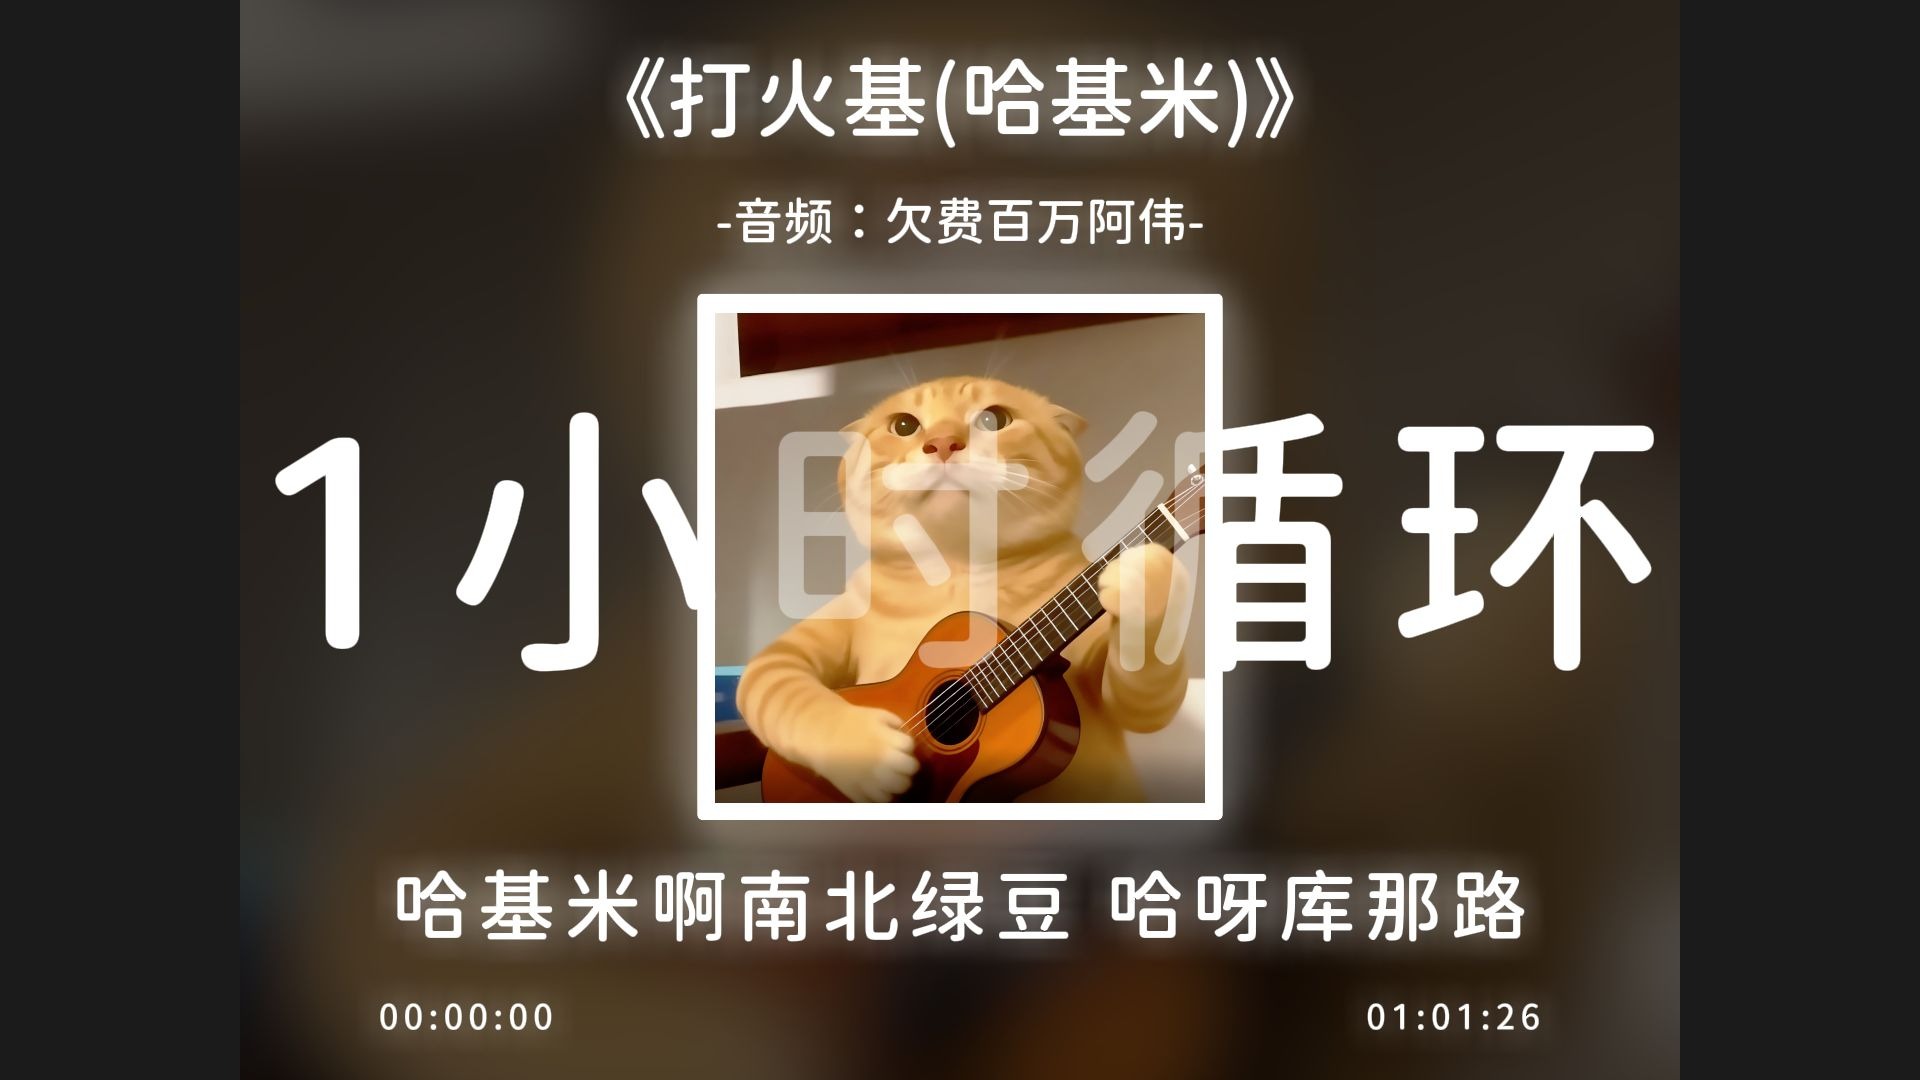 《打火基(哈基米)》
-音频：欠费百万阿伟-
1小时循环
哈基米啊南北绿豆 哈呀库那路
00:00:00
01:01:26